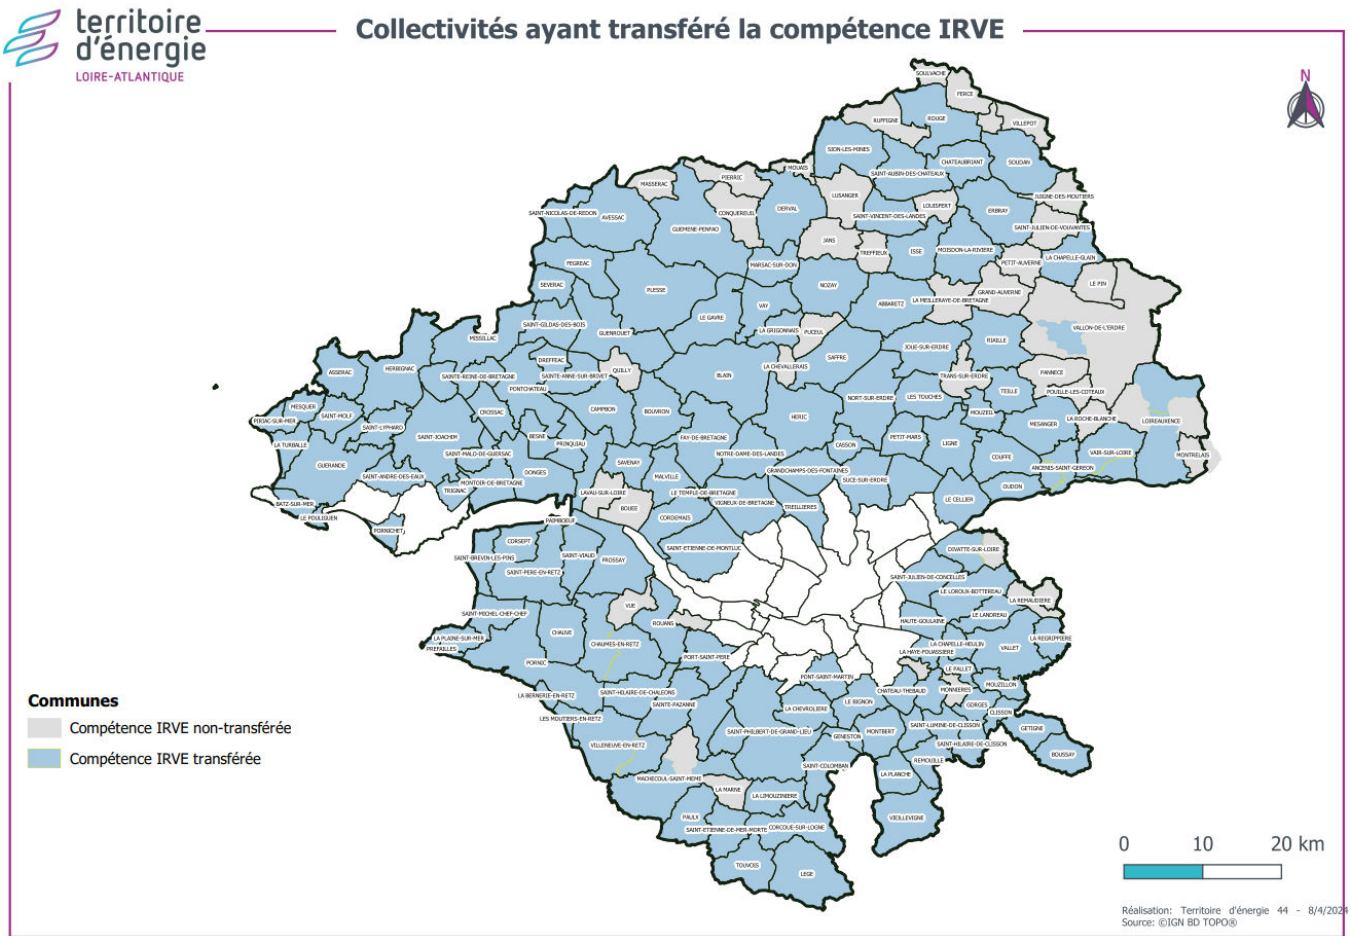 territoire
d'énergie
LOIRE-ATLANTIQUE
Collectivités ayant transféré la compétence IRVE
N
SOULVACHE
FERCE
RUFFIGNE
ROUGE
VILLEPOT
SION-LES-MINES
CHATEAUBRIANT
SOUDAN
MOUAIS
SAINT-AUBIN-DES-CHATEAUX
PIERRIC
MASSERAC
LUSANGER
JUIGNE-DES-MOUTIERS
LOUISFERT
DERVAL
ERBRAY
SAINT-NICOLAS-DE-REDON
AVESSAC
CONQUEREUIL
SAINT-VINCENT-DES-LANDES
GUEMENE-PENFAO
SAINT-JULIEN-DE-VOUVANTES
JANS
TREFFIEUX
ISSE
MOISDON-LA-RIVIERE
LA CHAPELLE-GLAIN
FEGREAC
MARSAC-SUR-DON
PETIT-AUVERNE
SEVERAC
PLESSE
NOZAY
LE PIN
GRAND-AUVERNE
LA MEILLERAYE-DE-BRETAGNE
VAY
ABBARETZ
LE GAVRE
SAINT-GILDAS-DES-BOIS
VALLON-DE-L'ERDRE
GUENROUET
LA GRIGONNAIS
PUCEUL
MISSILLAC
RIAILLE
JOUE-SUR-ERDRE
DREFFEAC
SAFFRE
LA CHEVALLERAIS
ASSERAC
HERBIGNAC
QUILLY
PANNECE
SAINTE-REINE-DE-BRETAGNE
SAINTE-ANNE-SUR-BRIVET
BLAIN
TRANS-SUR-ERDRE
PONTCHATEAU
TEILLE
POUILLE-LES-COTEAUX
NORT-SUR-ERDRE
LES TOUCHES
MESQUER
CAMPBON
BOUVRON
CROSSAC
MOUZEIL
SAINT-MOLF
HERIC
LA ROCHE-BLANCHE
PIRIAC-SUR-MER
LOIREAUXENCE
MESANGER
SAINT-LYPHARD
SAINT-JOACHIM
BESNE
FAY-DE-BRETAGNE
PETIT-MARS
LA TURBALLE
PRINQUIAU
CASSON
LIGNE
SAINT-MALO-DE-GUERSAC
NOTRE-DAME-DES-LANDES
VAIR-SUR-LOIRE
MONTRELAIS
COUFFE
GUERANDE
SAVENAY
ANCENIS-SAINT-GEREON
DONGES
GRANDCHAMPS-DES-FONTAINES
SAINT-ANDRE-DES-EAUX
MALVILLE
SUCE-SUR-ERDRE
MONTOIR-DE-BRETAGNE
OUDON
TRIGNAC
LAVAU-SUR-LOIRE
LE TEMPLE-DE-BRETAGNE
LE CELLIER
BATZ-SUR-MER
VIGNEUX-DE-BRETAGNE
TREILLIERES
BOUEE
LE POULIGUEN
CORDEMAIS
PAIMBŒUF
PORNICHET
CORSEPT
SAINT-ETIENNE-DE-MONTLUC
DIVATTE-SUR-LOIRE
SAINT-BREVIN-LES-PINS
SAINT-VIAUD
FROSSAY
SAINT-PERE-EN-RETZ
SAINT-JULIEN-DE-CONCELLES
LE LOROUX-BOTTEREAU
LA REMAUDIERE
VUE
SAINT-MICHEL-CHEF-CHEF
LE LANDREAU
HAUTE-GOULAINE
ROUANS
CHAUVE
LA PLAINE-SUR-MER
LA REGRIPPIERE
CHAUMES-EN-RETZ
LA CHAPELLE-HEULIN
PREFAILLES
VALLET
LA HAYE-FOUASSIERE
PORT-SAINT-PERE
PORNIC
LE PALLET
PONT-SAINT-MARTIN
MOUZILLON
SAINT-HILAIRE-DE-CHALEONS
CHATEAU-THEBAUD
MONNIERES
LA BERNERIE-EN-RETZ
Communes
LE BIGNON
SAINTE-PAZANNE
GORGES
LA CHEVROLIERE
CLISSON
LES MOUTIERS-EN-RETZ
SAINT-LUMINE-DE-CLISSON
Compétence IRVE non-transférée
GETIGNE
SAINT-PHILBERT-DE-GRAND-LIEU
MONTBERT
GENESTON
VILLENEUVE-EN-RETZ
SAINT-HILAIRE-DE-CLISSON
BOUSSAY
Compétence IRVE transférée
REMOUILLE
SAINT-COLOMBAN
LA PLANCHE
MACHECOUL-SAINT-MEME
LA MARNE
LA LIMOUZINIERE
PAULX
VIEILLEVIGNE
SAINT-ETIENNE-DE-MER-MORTE
CORCOUE-SUR-LOGNE
0 10 20 km
TOUVOIS
LEGE
Réalisation: Territoire d'énergie 44 - 8/4/2024
Source: ©IGN BD TOPO®